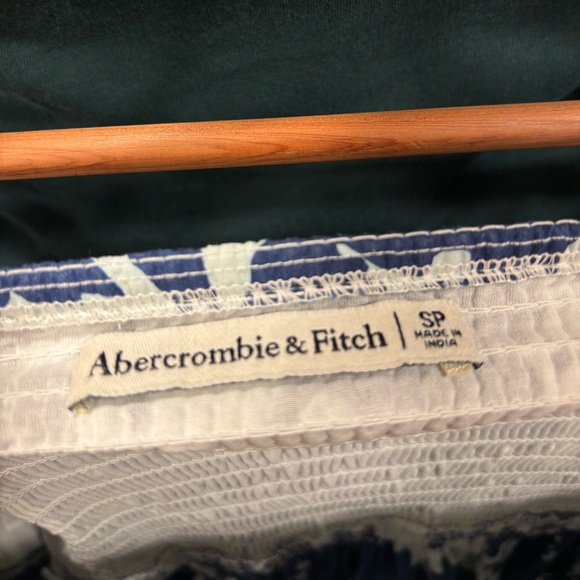 Abercrombie & Fitch | SP
MADE IN
INDIA